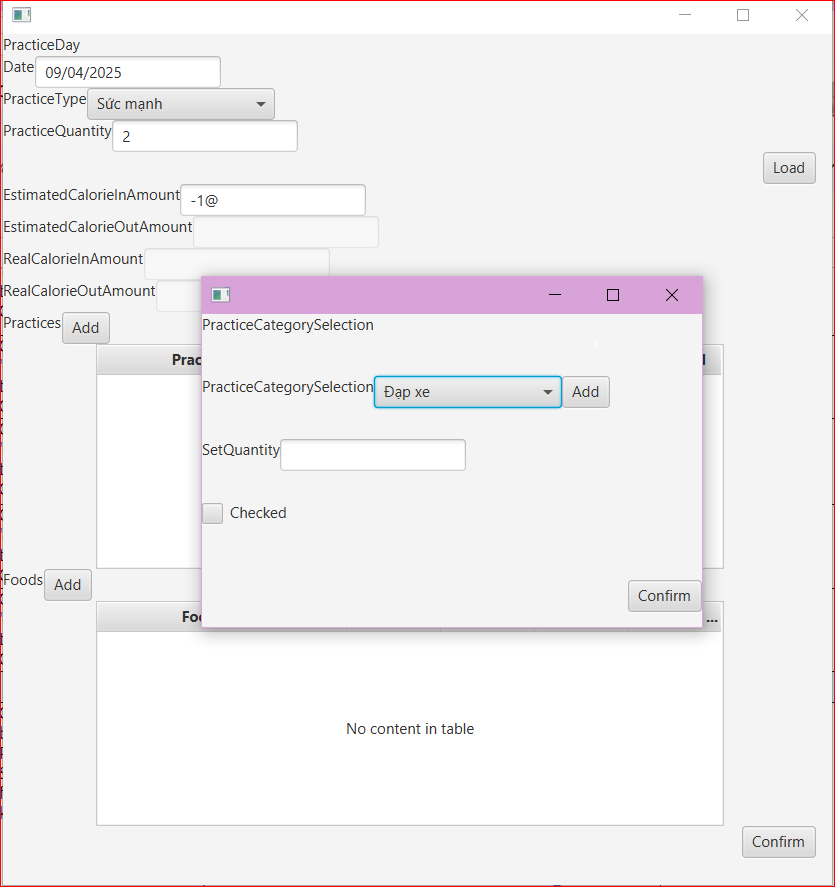 PracticeDay
Date 09/04/2025
PracticeType Sức mạnh
PracticeQuantity 2
Load
EstimatedCalorieInAmount -1@
EstimatedCalorieOutAmount
RealCalorieInAmount
RealCalorieOutAmount
Practices Add
PracticeCategorySelection
PracticeCategorySelection Đạp xe Add
SetQuantity
Checked
Confirm
Foods Add
...
No content in table
Confirm